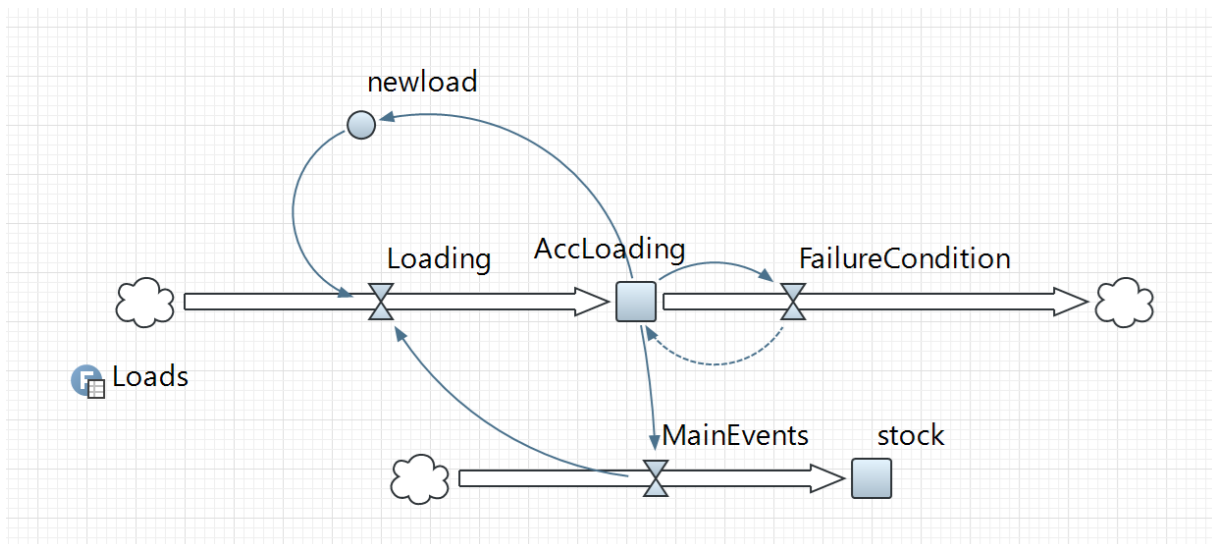 newload
Loading
AccLoading
FailureCondition
F
Loads
MainEvents
stock